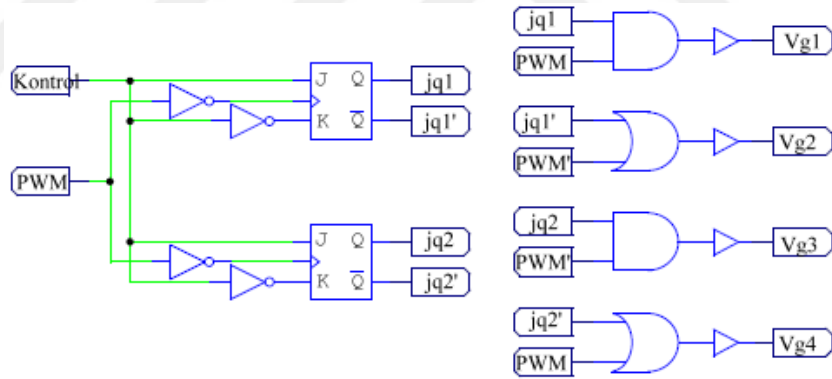 Kontrol
PWM
J Q
K Q
jq1
jq1'
J Q
K Q
jq2
jq2'
jq1
PWM
Vg1
jq1'
PWM'
Vg2
jq2
PWM'
Vg3
jq2'
PWM
Vg4